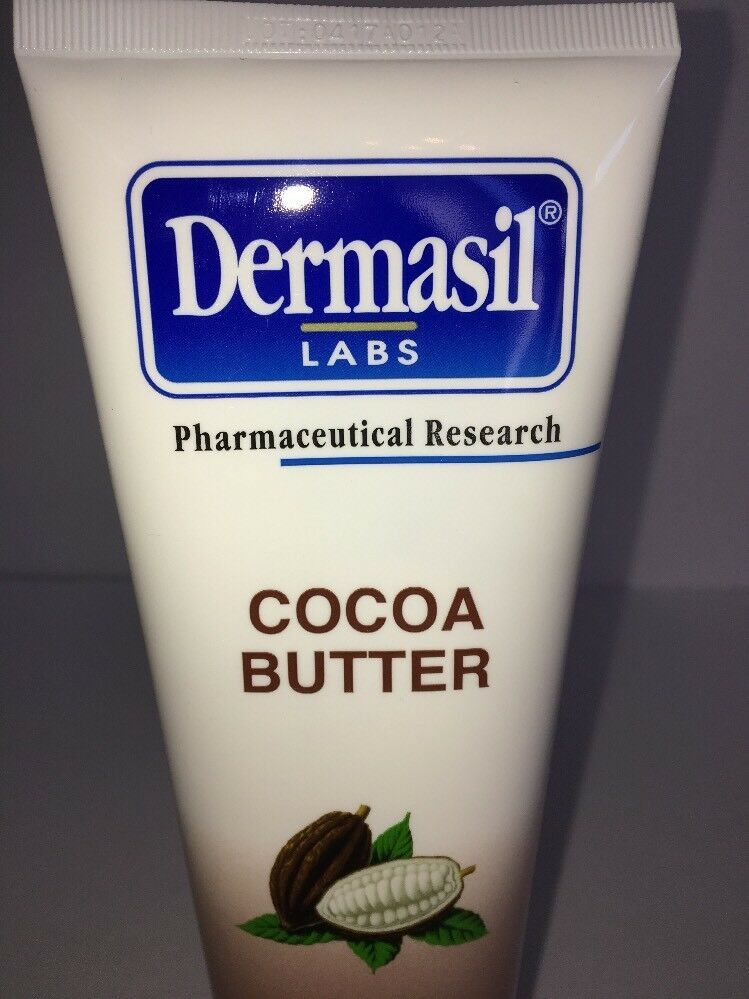 Dermasil®
LABS
Pharmaceutical Research
COCOA
BUTTER